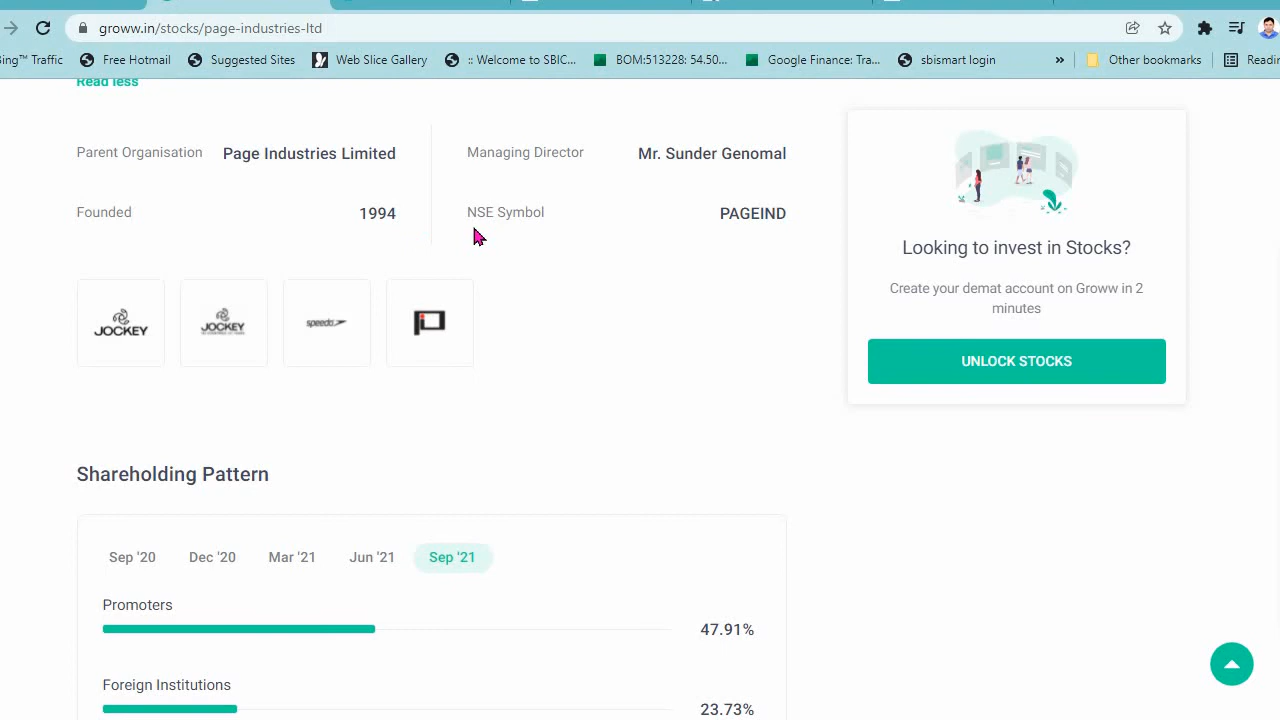 groww.in/stocks/page-industries-ltd
ing™ Traffic Free Hotmail Suggested Sites Web Slice Gallery :: Welcome to SBIC... BOM:513228: 54.50... Google Finance: Tra... sbismart login » Other bookmarks Readin
Read less
Parent Organisation Page Industries Limited
Managing Director Mr. Sunder Genomal
Founded 1994
NSE Symbol PAGEIND
JOCKEY JOCKEY speedo
Looking to invest in Stocks?
Create your demat account on Groww in 2
minutes
UNLOCK STOCKS
Shareholding Pattern
Sep '20 Dec '20 Mar '21 Jun '21 Sep '21
Promoters
47.91%
Foreign Institutions
23.73%